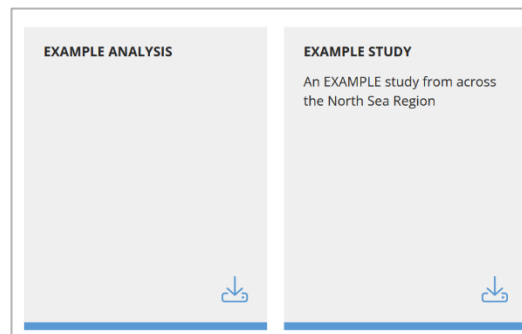 EXAMPLE ANALYSIS
EXAMPLE STUDY
An EXAMPLE study from across
the North Sea Region